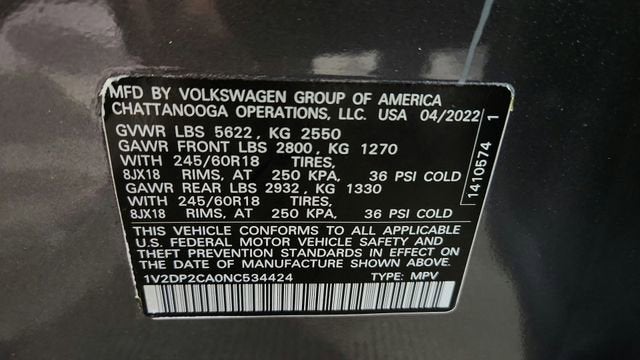 MFD BY VOLKSWAGEN GROUP OF AMERICA
CHATTANOOGA OPERATIONS, LLC. USA 04/2022
GVWR LBS 5622, KG 2550
GAWR FRONT LBS 2800, KG 1270
WITH 245/60R18 TIRES,
8JX18 RIMS, AT 250 KPA, 36 PSI COLD
GAWR REAR LBS 2932, KG 1330
WITH 245/60R18 TIRES,
8JX18 RIMS, AT 250 KPA, 36 PSI COLD
THIS VEHICLE CONFORMS TO ALL APPLICABLE
U.S. FEDERAL MOTOR VEHICLE SAFETY AND
THEFT PREVENTION STANDARDS IN EFFECT ON
THE DATE OF MANUFACTURE SHOWN ABOVE.
1V2DP2CA0NC534424 TYPE: MPV
1410574 1